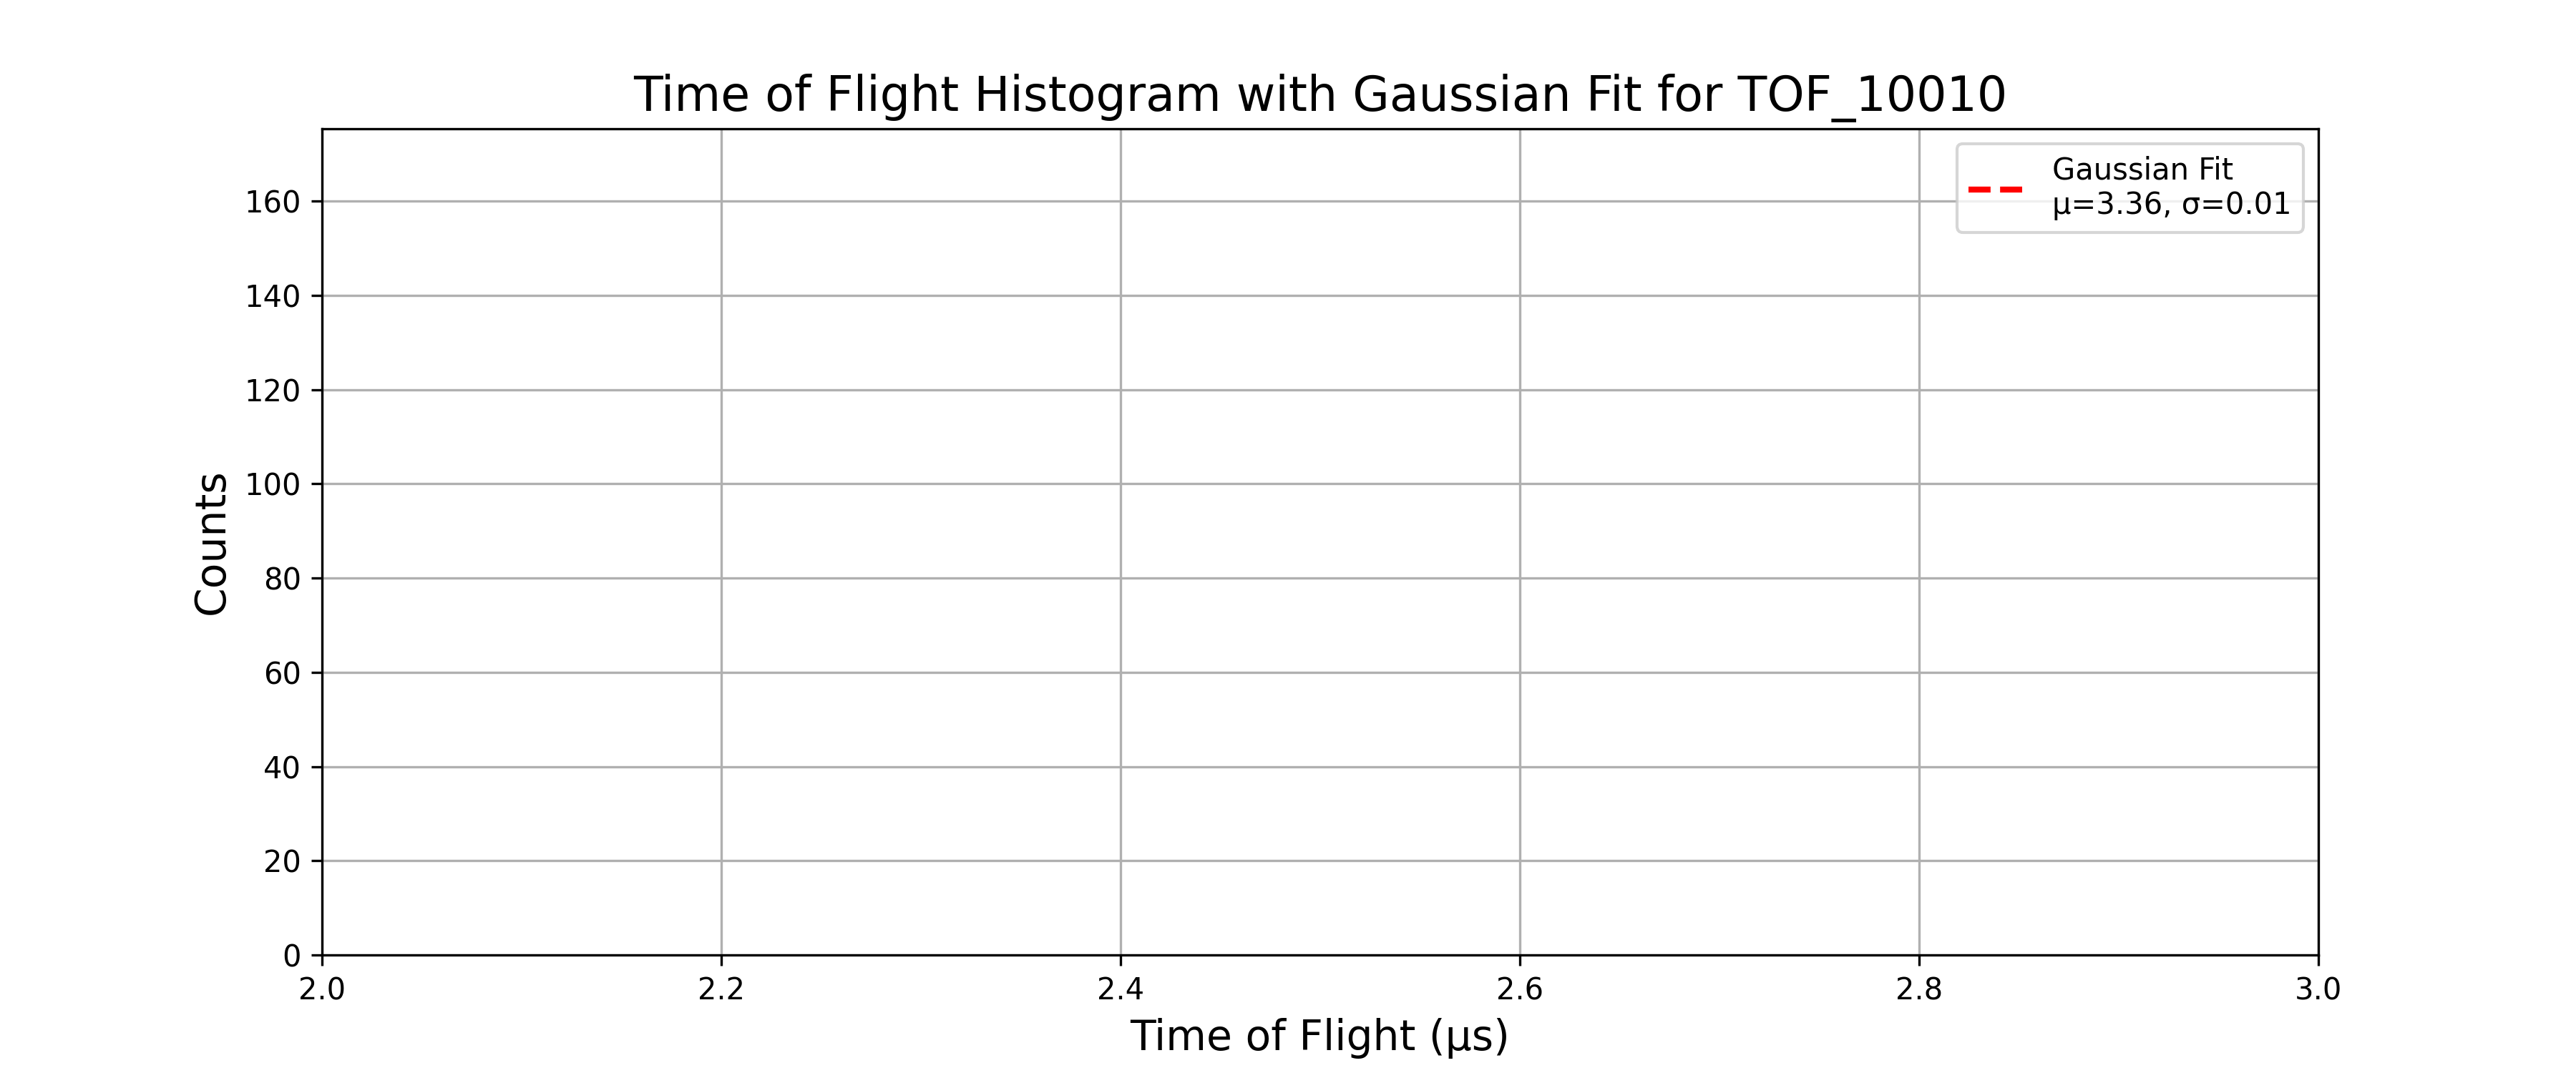 Time of Flight Histogram with Gaussian Fit for TOF_10010
Gaussian Fit
μ=3.36, σ=0.01
160
140
120
100
80
60
40
20
0
Counts
2.0 2.2 2.4 2.6 2.8 3.0
Time of Flight (μs)